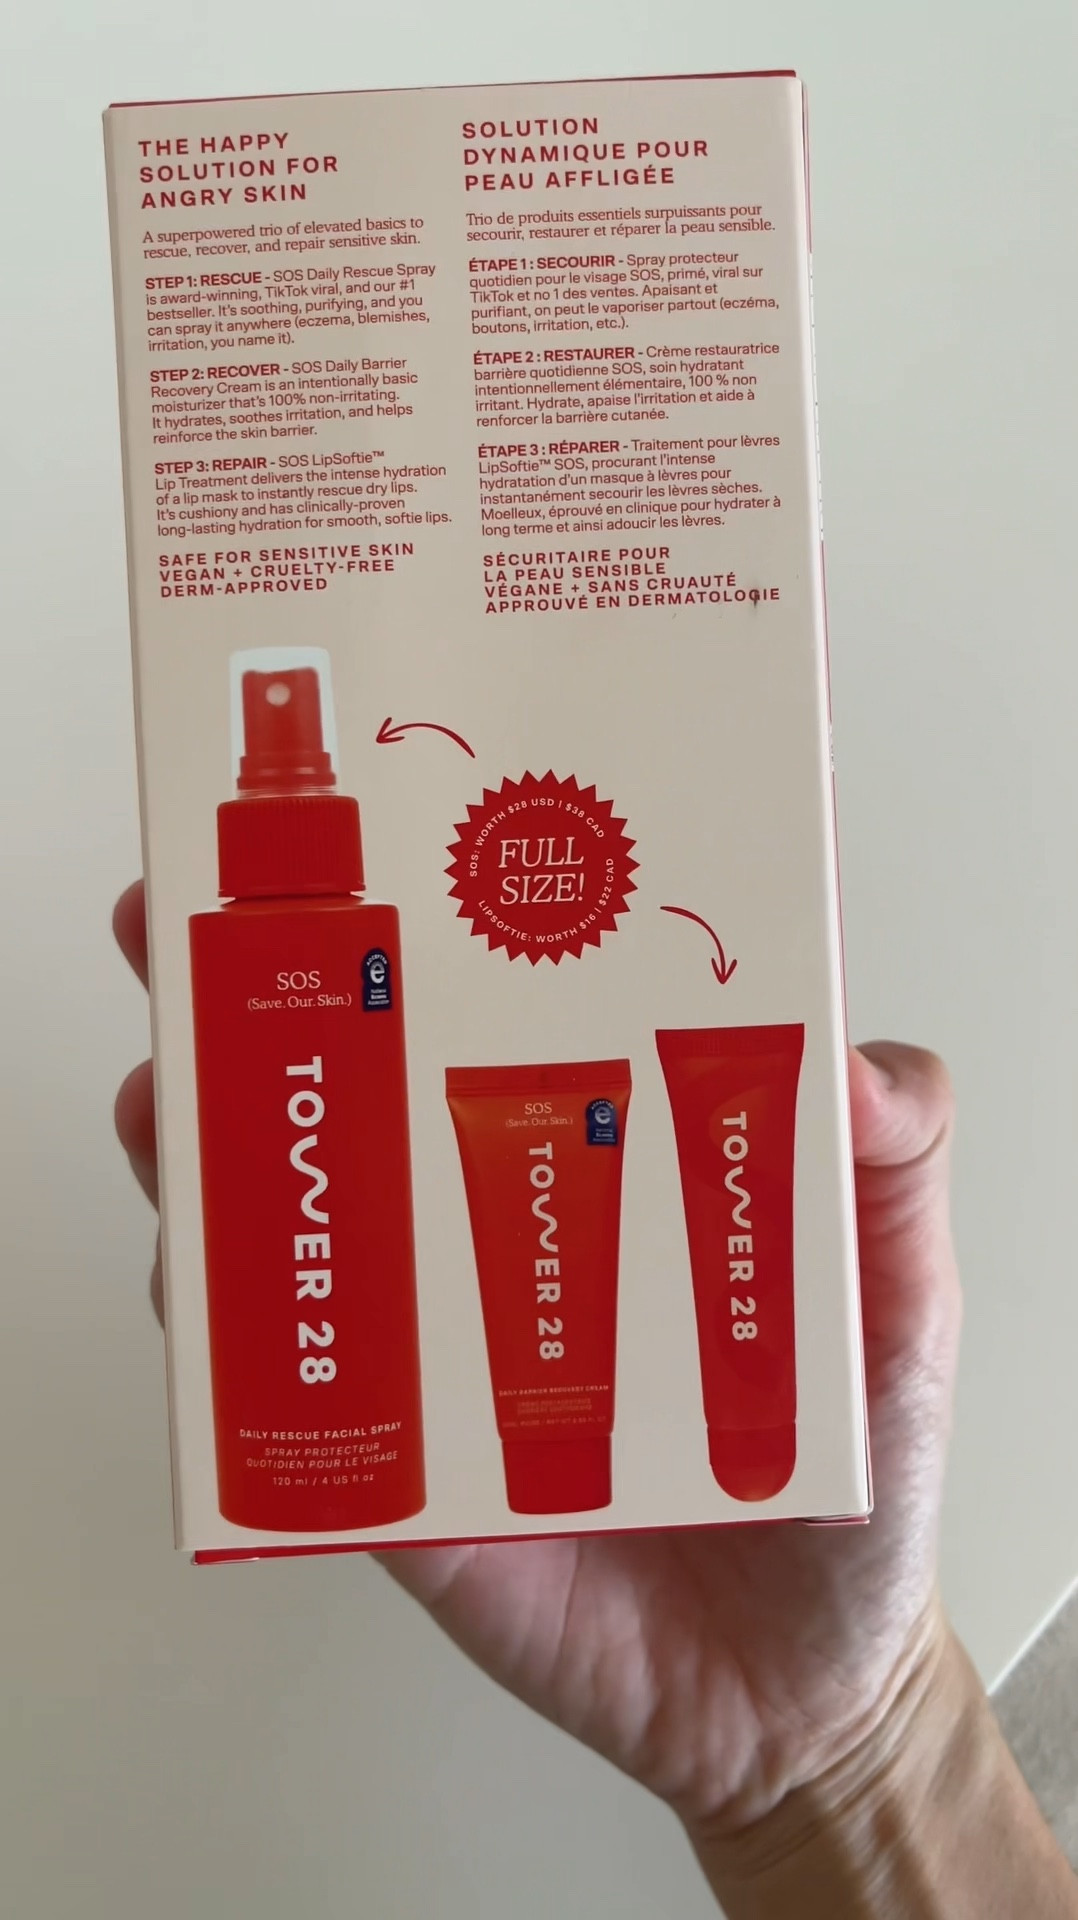 THE HAPPY
SOLUTION FOR
ANGRY SKIN
A superpowered trio of elevated basics to
rescue, recover, and repair sensitive skin.
STEP 1: RESCUE - SOS Daily Rescue Spray
is award-winning, TikTok viral, and our #1
bestseller. It's soothing, purifying, and you
can spray it anywhere (eczema, blemishes,
irritation, you name it).
STEP 2: RECOVER - SOS Daily Barrier
Recovery Cream is an intentionally basic
moisturizer that's 100% non-irritating.
It hydrates, soothes irritation, and helps
reinforce the skin barrier.
STEP 3: REPAIR - SOS LipSoftie™
Lip Treatment delivers the intense hydration
of a lip mask to instantly rescue dry lips.
It's cushiony and has clinically-proven
long-lasting hydration for smooth, softie lips.
SAFE FOR SENSITIVE SKIN
VEGAN + CRUELTY-FREE
DERM-APPROVED
SOLUTION
DYNAMIQUE POUR
PEAU AFFLIGÉE
Trio de produits essentiels surpuissants pour
secourir, restaurer et réparer la peau sensible.
ÉTAPE 1 : SECOURIR - Spray protecteur
quotidien pour le visage SOS, primé, viral sur
TikTok et no 1 des ventes. Apaisant et
purifiant, on peut le vaporiser partout (eczéma,
boutons, irritation, etc.).
ÉTAPE 2 : RESTAURER - Crème restauratrice
barrière quotidienne SOS, soin hydratant
intentionnellement élémentaire, 100 % non
irritant. Hydrate, apaise l'irritation et aide à
renforcer la barrière cutanée.
ÉTAPE 3 : RÉPARER - Traitement pour lèvres
LipSoftie™ SOS, procurant l'intense
hydratation d'un masque à lèvres pour
instantanément secourir les lèvres sèches.
Moelleux, éprouvé en clinique pour hydrater à
long terme et ainsi adoucir les lèvres.
SÉCURITAIRE POUR
LA PEAU SENSIBLE
VÉGANE + SANS CRUAUTÉ
APPROUVÉ EN DERMATOLOGIE
SOS: WORTH $28 USD | $38 CAD
FULL
SIZE!
LIPSOFTIE: WORTH $16 | $22 CAD
SOS
(Save. Our. Skin.)
ACCEPTED
National
Eczema
Association
TOWER 28
DAILY RESCUE FACIAL SPRAY
SPRAY PROTECTEUR
QUOTIDIEN POUR LE VISAGE
120 ml / 4 US fl oz
SOS
(Save. Our. Skin.)
ACCEPTED
TOWER 28
DAILY BARRIER RECOVERY CREAM
TOWER 28